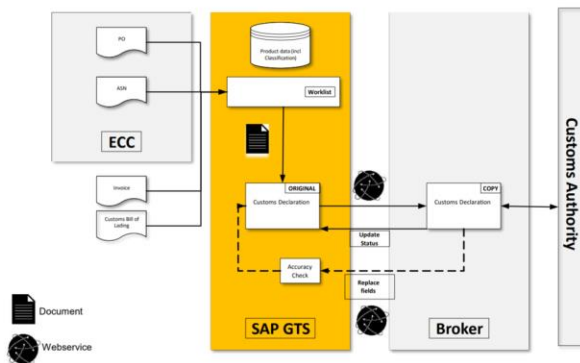 PO
ASN
ECC
Invoice
Customs Bill of
Lading
Product data (incl
Classification)
Worklist
ORIGINAL
Customs Declaration
Accuracy
Check
SAP GTS
Update
Status
Replace
fields
COPY
Customs Declaration
Broker
Customs Authority
Document
Webservice